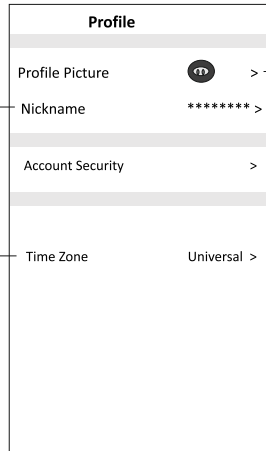 Profile
Profile Picture >
Nickname ******** >
Account Security >
Time Zone Universal >